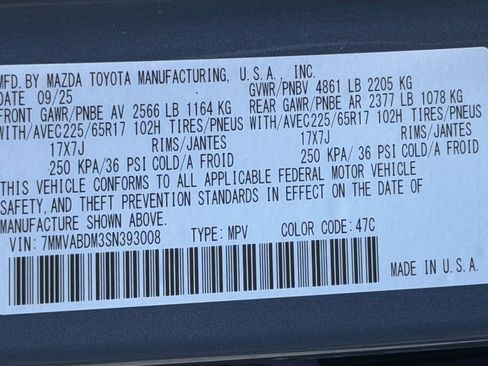 MFD. BY MAZDA TOYOTA MANUFACTURING, U.S.A., INC.
DATE 09/25 GVWR/PNBV 4861 LB 2205 KG
FRONT GAWR/PNBE AV 2566 LB 1164 KG REAR GAWR/PNBE AR 2377 LB 1078 KG
WITH/AVEC225/65R17 102H TIRES/PNEUS WITH/AVEC225/65R17 102H TIRES/PNEUS
17X7J RIMS/JANTES 17X7J RIMS/JANTES
250 KPA/36 PSI COLD/A FROID 250 KPA/36 PSI COLD/A FROID
THIS VEHICLE CONFORMS TO ALL APPLICABLE FEDERAL MOTOR VEHICLE
SAFETY, AND THEFT PREVENTION STANDARDS IN EFFECT ON THE DATE OF
MANUFACTURE SHOWN ABOVE.
VIN: 7MMVABDM3SN393008 TYPE: MPV COLOR CODE: 47C
MADE IN U.S.A.